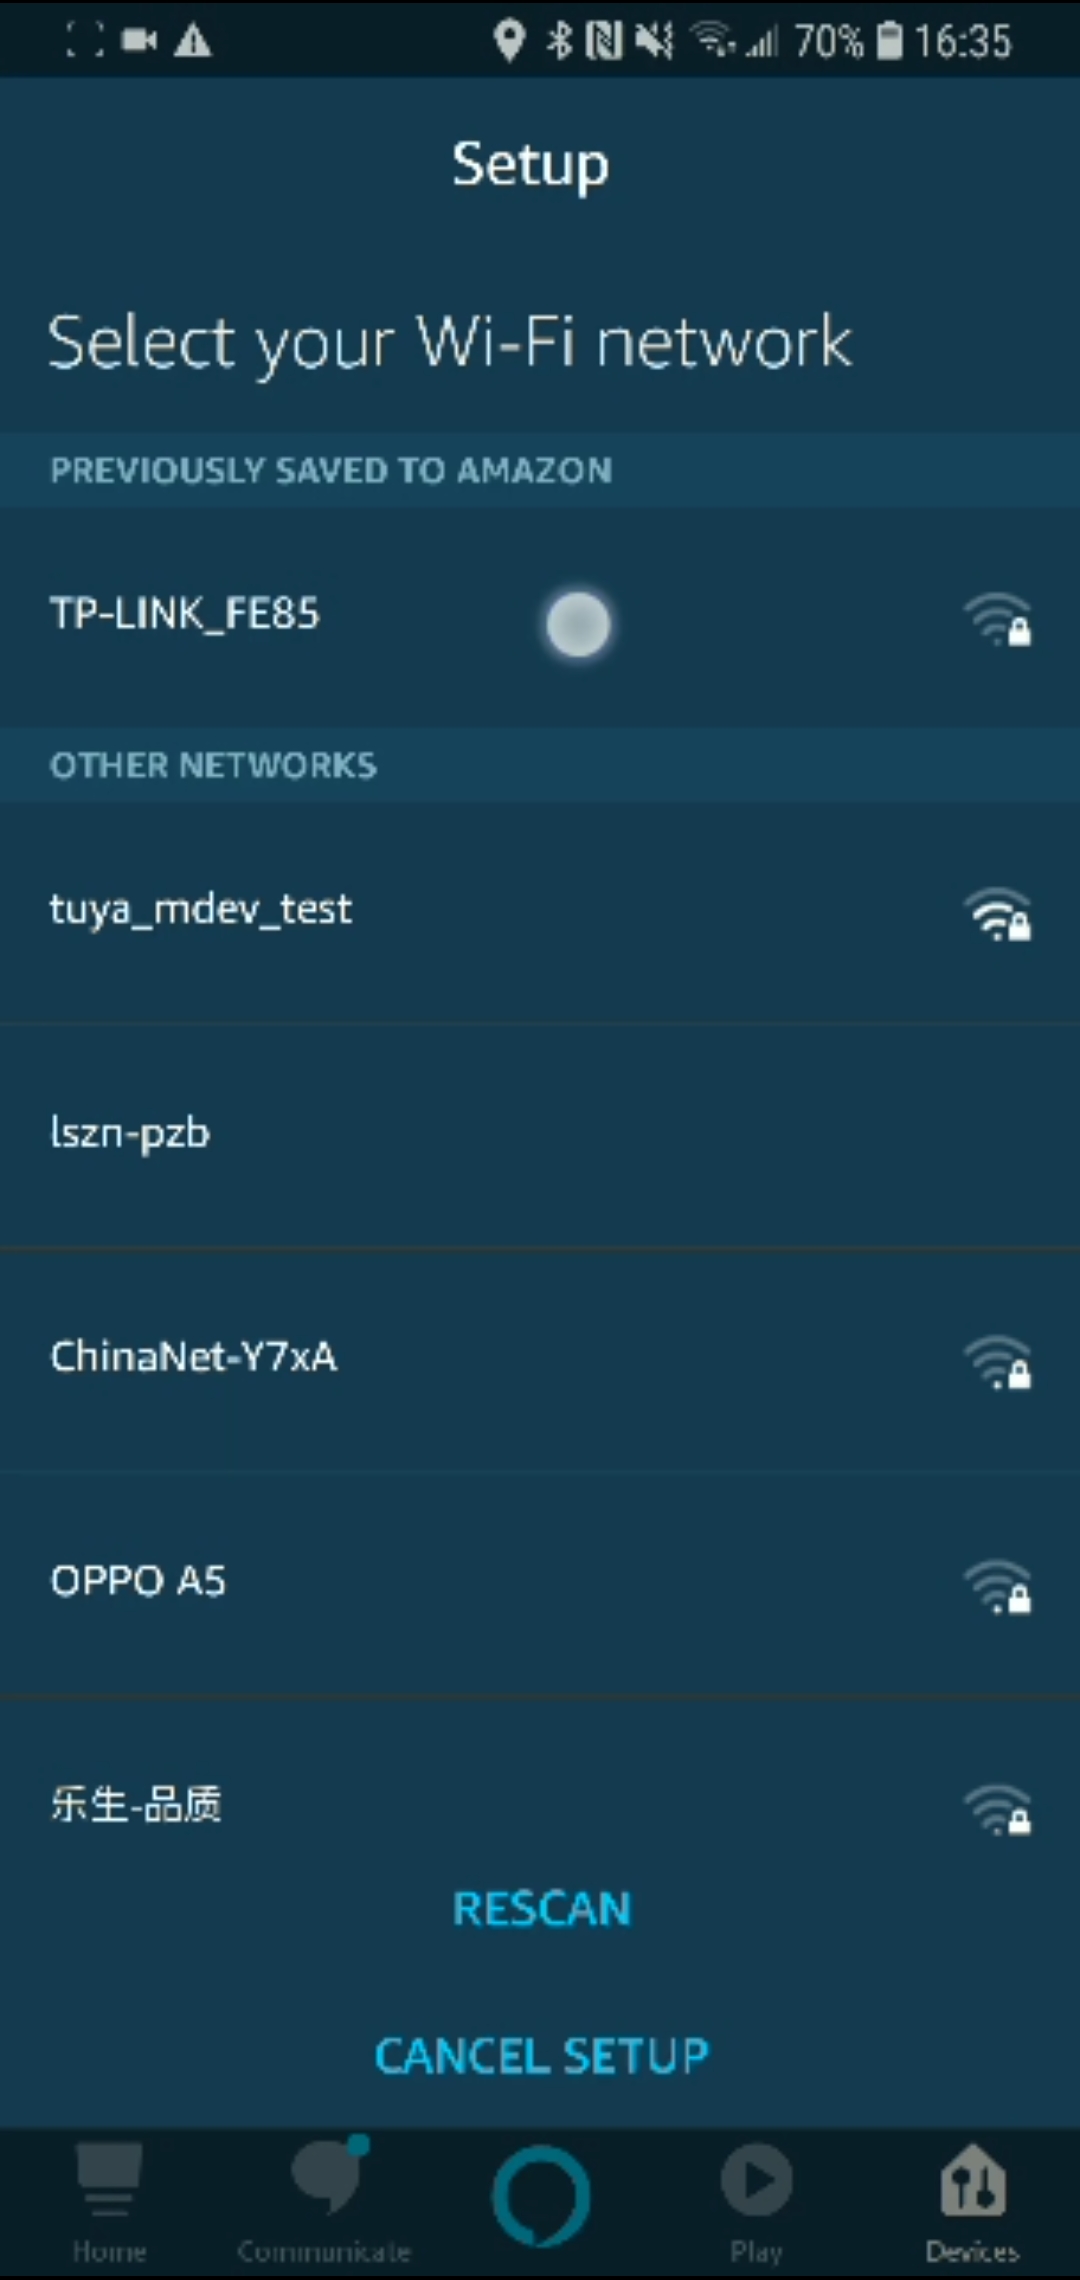 70% 16:35
Setup
Select your Wi-Fi network
PREVIOUSLY SAVED TO AMAZON
TP-LINK_FE85
OTHER NETWORKS
tuya_mdev_test
lszn-pzb
ChinaNet-Y7xA
OPPO A5
乐生-品质
RESCAN
CANCEL SETUP
Home Communicate Play Devices